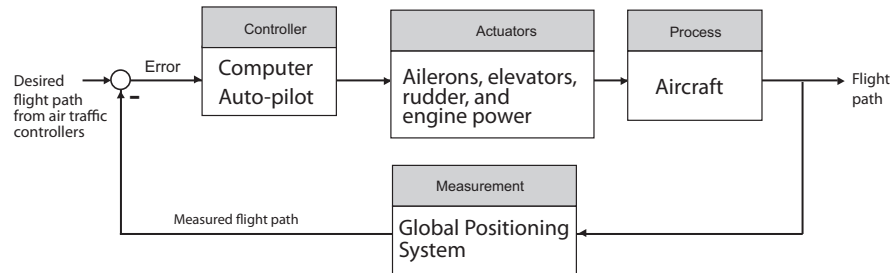 Controller
Computer
Auto-pilot
Actuators
Ailerons, elevators,
rudder, and
engine power
Process
Aircraft
Error
Desired
flight path
from air traffic
controllers
–
Flight
path
Measurement
Global Positioning
System
Measured flight path